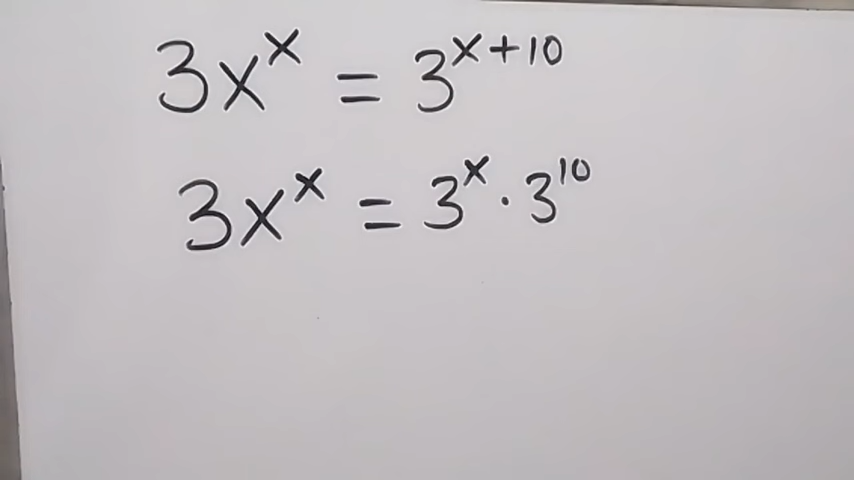 3x^x = 3^{x+10}
3x^x = 3^x · 3^{10}